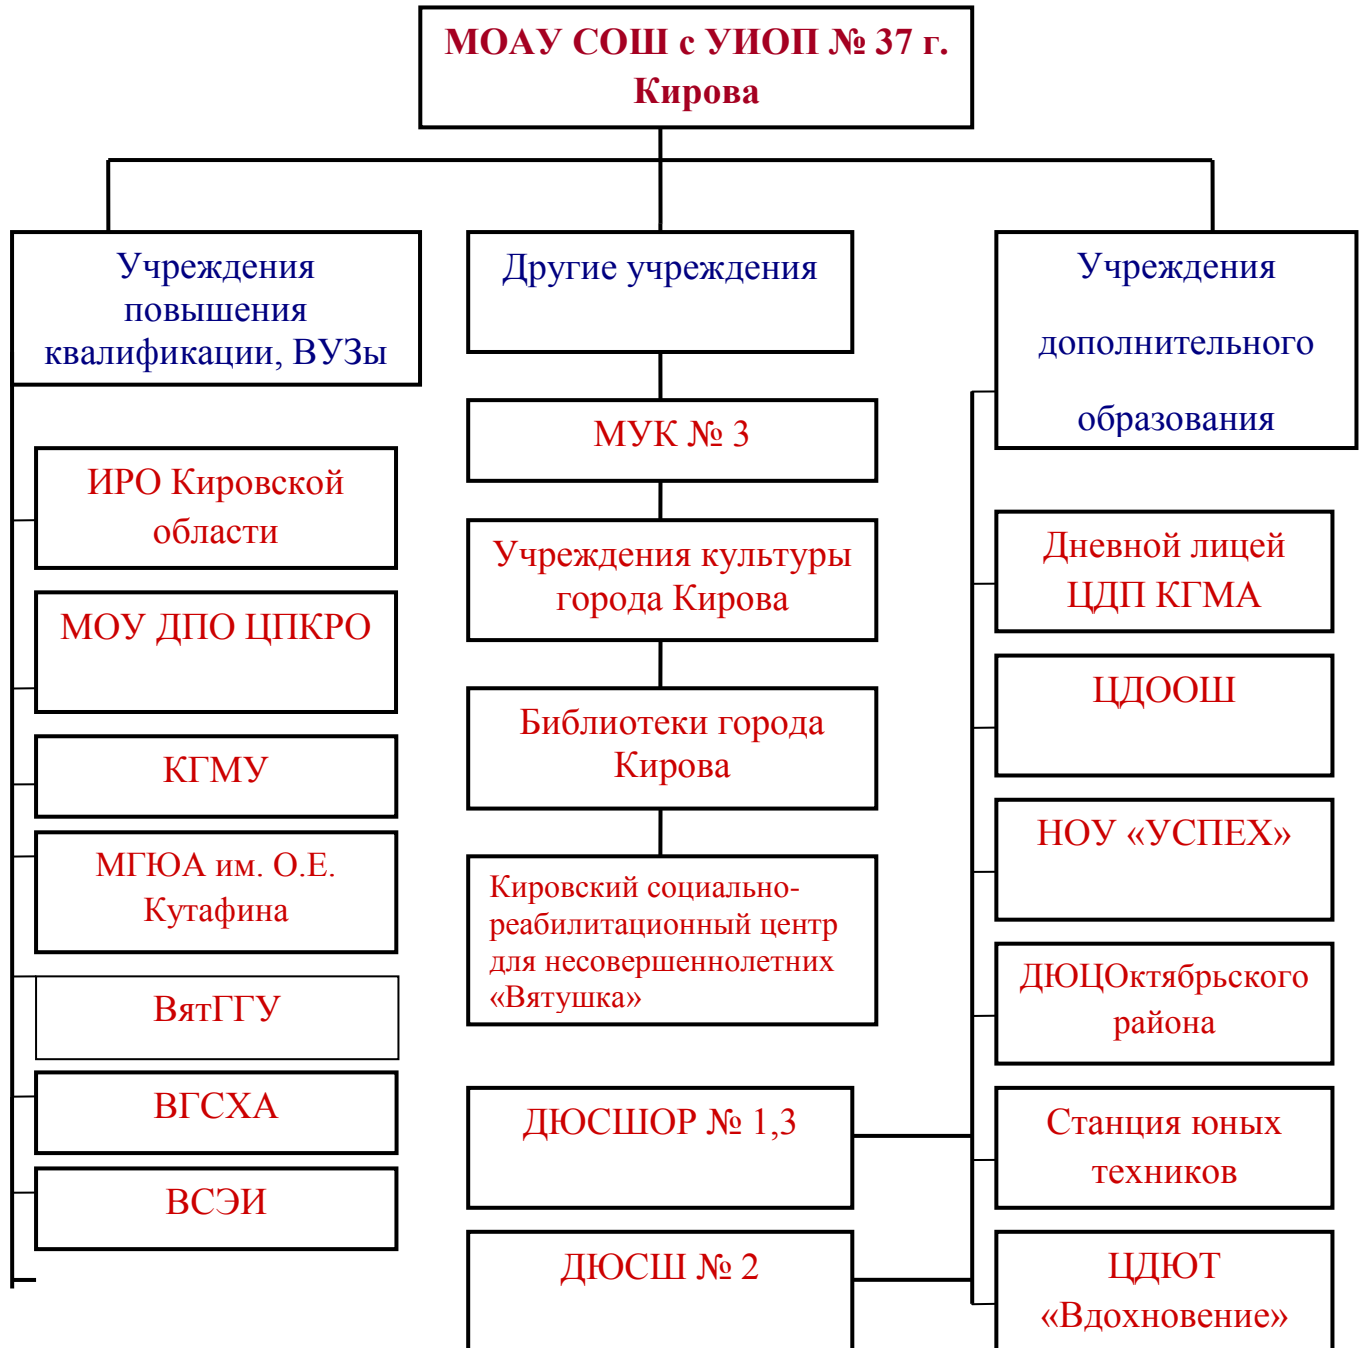 МОАУ СОШ с УИОП № 37 г.
Кирова
Учреждения
повышения
квалификации, ВУЗы
ИРО Кировской
области
МОУ ДПО ЦПКРО
КГМУ
МГЮА им. О.Е.
Кутафина
ВятГГУ
ВГСХА
ВСЭИ
Другие учреждения
МУК № 3
Учреждения культуры
города Кирова
Библиотеки города
Кирова
Кировский социально-
реабилитационный центр
для несовершеннолетних
«Вятушка»
ДЮСШОР № 1,3
ДЮСШ № 2
Учреждения
дополнительного
образования
Дневной лицей
ЦДП КГМА
ЦДООШ
НОУ «УСПЕХ»
ДЮЦОктябрьского
района
Станция юных
техников
ЦДЮТ
«Вдохновение»